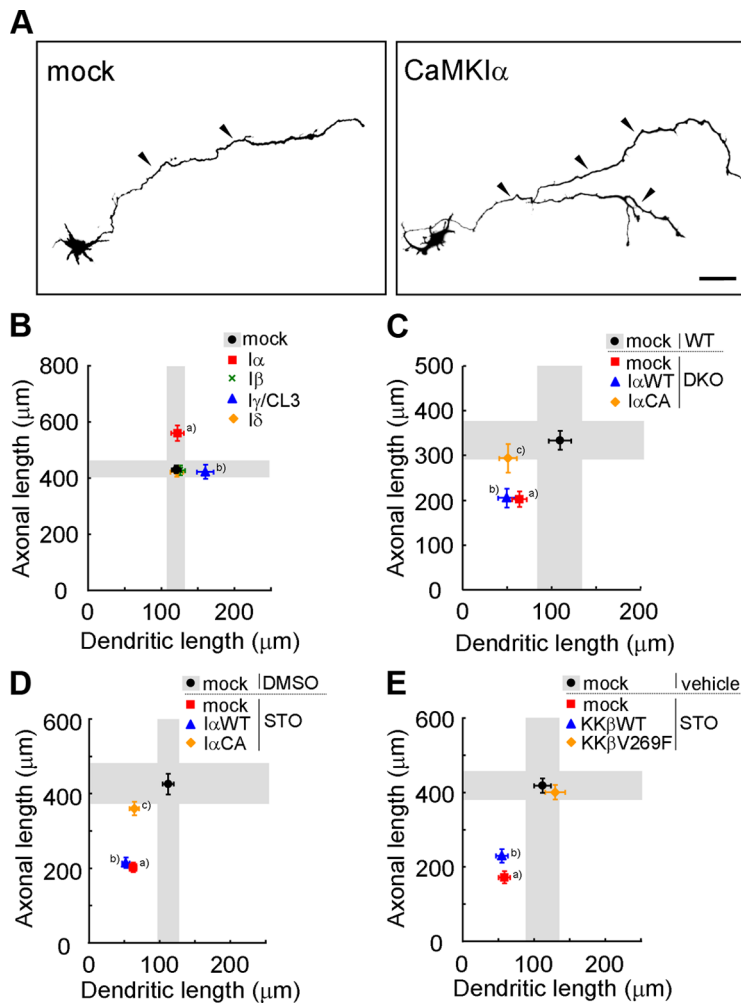 A
mock
CaMKIα
B
mock
Iα
Iβ
Iγ/CL3
Iδ
Axonal length (μm)
800
600
400
200
0
a)
b)
0 100 200
Dendritic length (μm)
C
mock WT
mock
IαWT DKO
IαCA
Axonal length (μm)
500
400
300
200
100
0
c)
b) a)
0 100 200
Dendritic length (μm)
D
mock DMSO
mock
IαWT STO
IαCA
Axonal length (μm)
600
400
200
0
c)
b) a)
0 100 200
Dendritic length (μm)
E
mock vehicle
mock
KKβWT STO
KKβV269F
Axonal length (μm)
600
400
200
0
b)
a)
0 100 200
Dendritic length (μm)